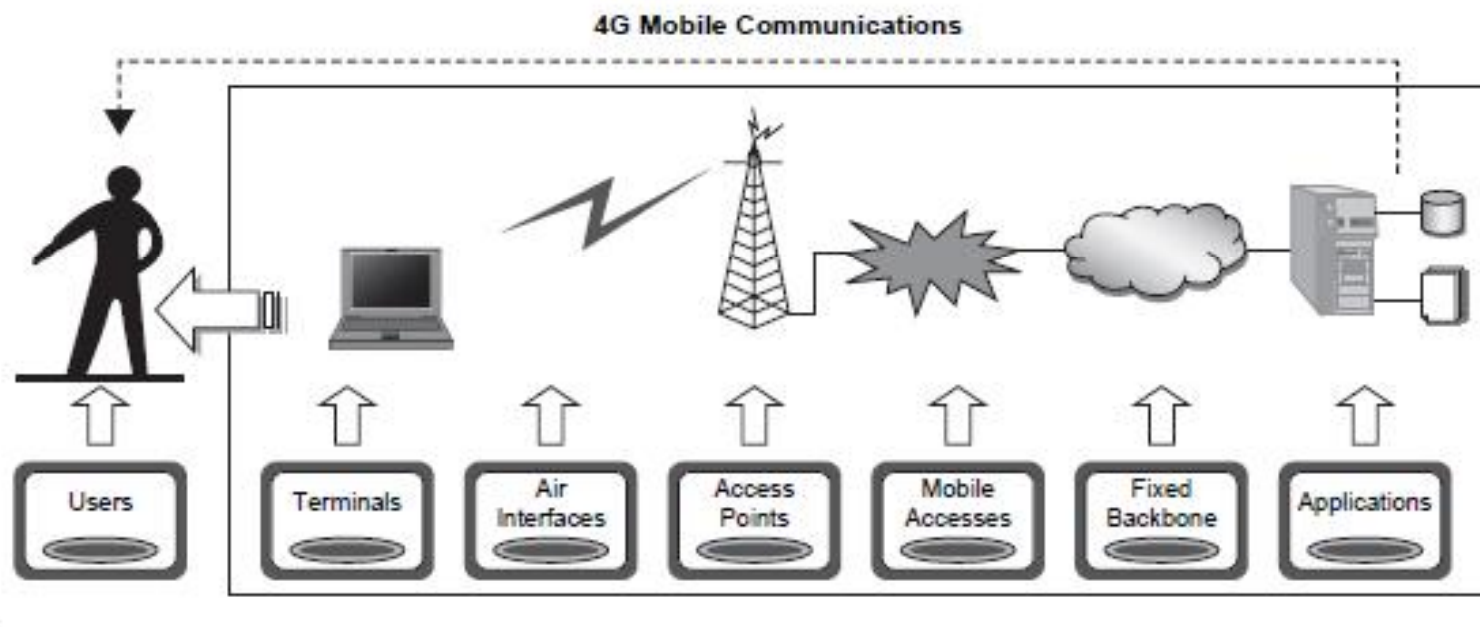 4G Mobile Communications
Users
Terminals
Air
Interfaces
Access
Points
Mobile
Accesses
Fixed
Backbone
Applications